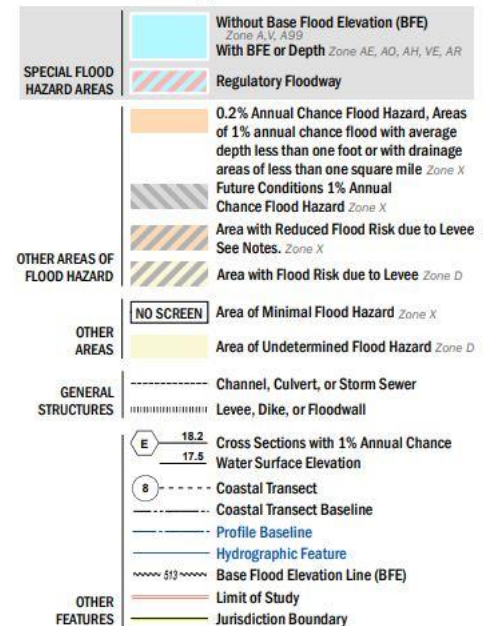 Without Base Flood Elevation (BFE)
Zone A,V, A99
With BFE or Depth Zone AE, AO, AH, VE, AR
SPECIAL FLOOD
HAZARD AREAS
Regulatory Floodway
0.2% Annual Chance Flood Hazard, Areas
of 1% annual chance flood with average
depth less than one foot or with drainage
areas of less than one square mile Zone X
Future Conditions 1% Annual
Chance Flood Hazard Zone X
Area with Reduced Flood Risk due to Levee
See Notes. Zone X
OTHER AREAS OF
FLOOD HAZARD
Area with Flood Risk due to Levee Zone D
NO SCREEN Area of Minimal Flood Hazard Zone X
OTHER
AREAS
Area of Undetermined Flood Hazard Zone D
GENERAL
STRUCTURES
Channel, Culvert, or Storm Sewer
Levee, Dike, or Floodwall
E 18.2 Cross Sections with 1% Annual Chance
17.5 Water Surface Elevation
8 Coastal Transect
Coastal Transect Baseline
Profile Baseline
Hydrographic Feature
513 Base Flood Elevation Line (BFE)
OTHER
FEATURES
Limit of Study
Jurisdiction Boundary